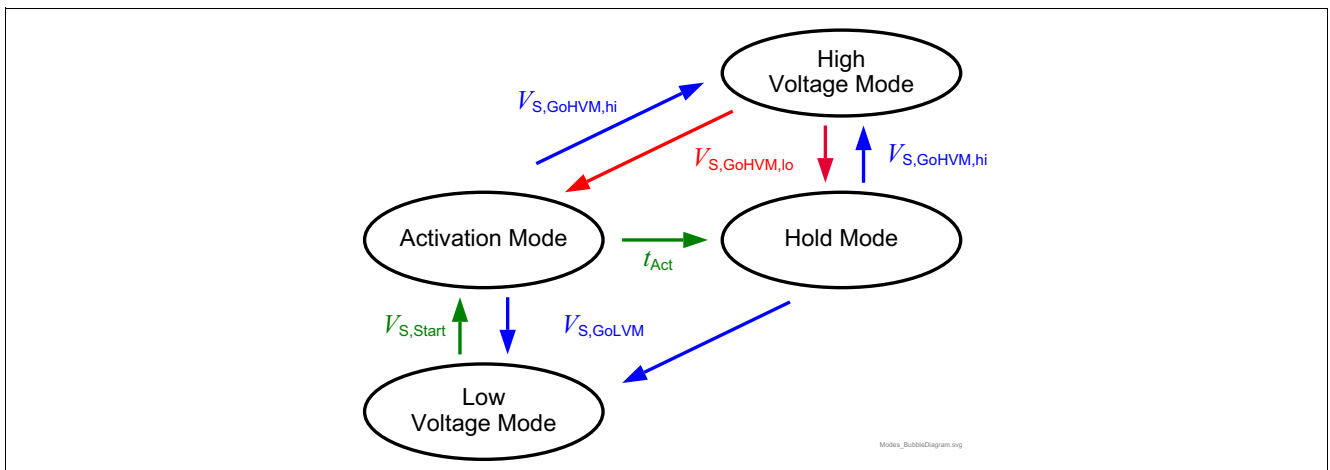 High
Voltage Mode
VS,GoHVM,hi
VS,GoHVM,lo
VS,GoHVM,hi
Activation Mode
Hold Mode
tAct
VS,Start
VS,GoLVM
Low
Voltage Mode
Modes_BubbleDiagram.svg